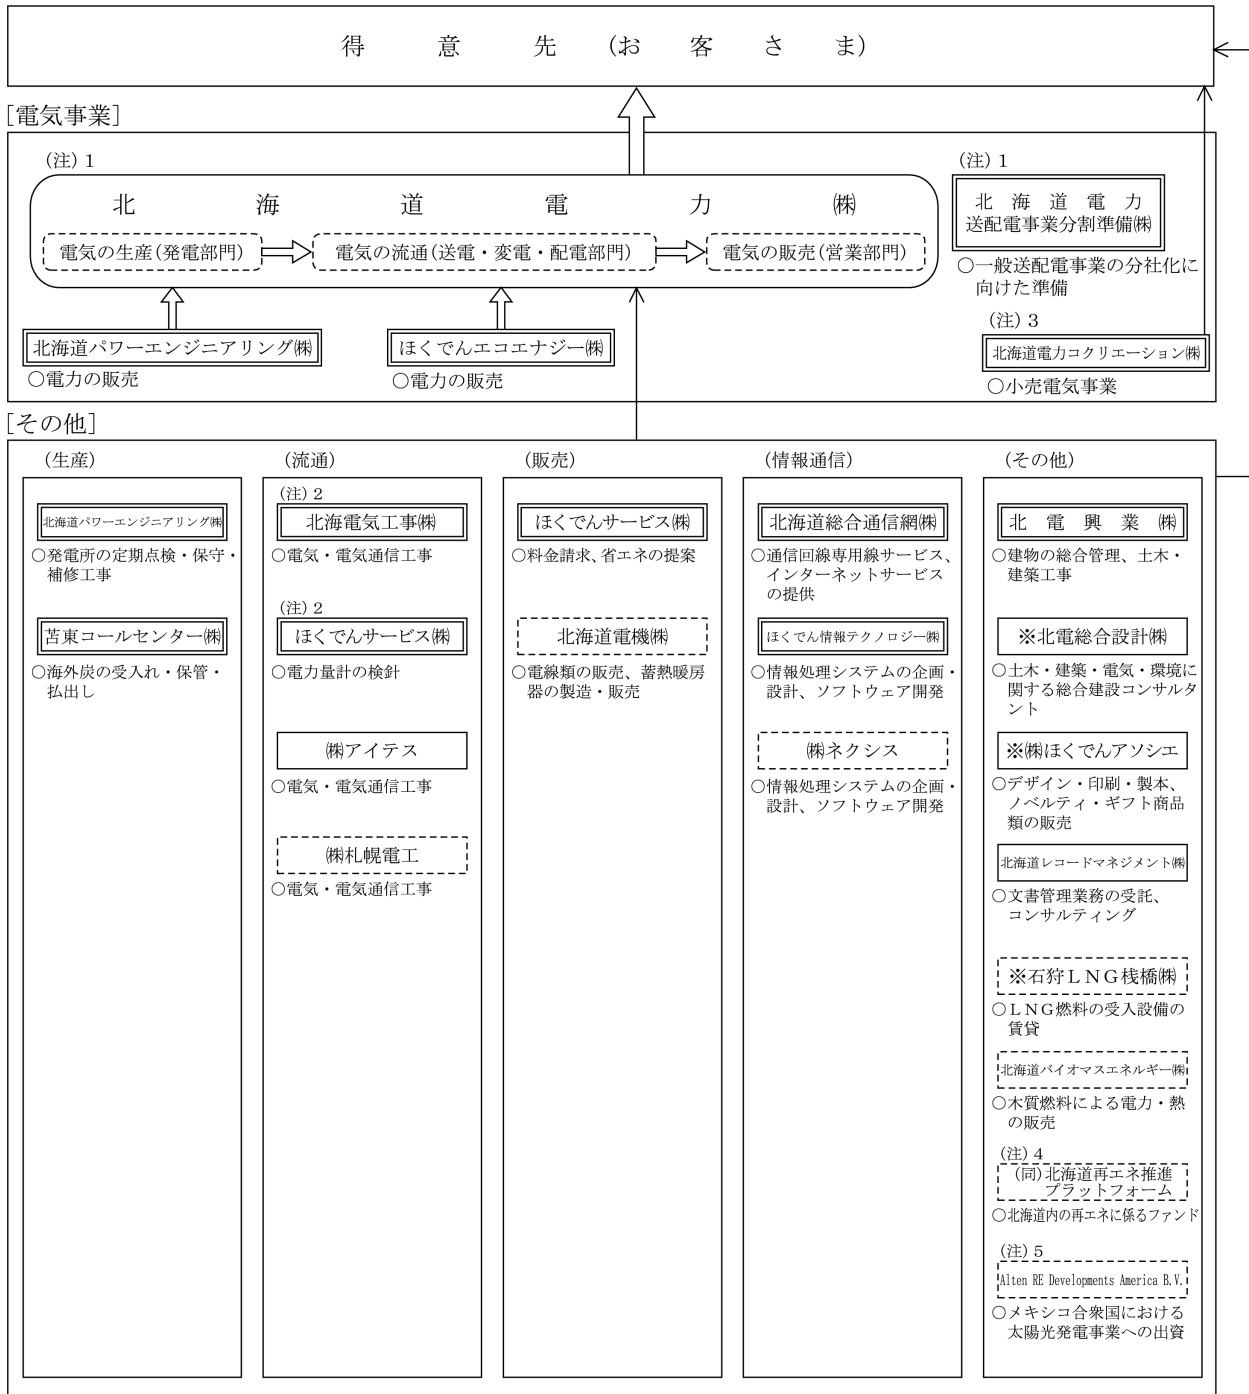 得意先(お客さま)
[電気事業]
(注)1
北海道電力㈱
電気の生産(発電部門)
電気の流通(送電・変電・配電部門)
電気の販売(営業部門)
北海道パワーエンジニアリング㈱
○電力の販売
ほくでんエコエナジー㈱
○電力の販売
(注)1
北海道電力
送配電事業分割準備㈱
○一般送配電事業の分社化に
向けた準備
(注)3
北海道電力コクリエーション㈱
○小売電気事業
[その他]
(生産)
北海道パワーエンジニアリング㈱
○発電所の定期点検・保守・
補修工事
苫東コールセンター㈱
○海外炭の受入れ・保管・
払出し
(流通)
(注)2
北海電気工事㈱
○電気・電気通信工事
(注)2
ほくでんサービス㈱
○電力量計の検針
㈱アイテス
○電気・電気通信工事
㈱札幌電工
○電気・電気通信工事
(販売)
ほくでんサービス㈱
○料金請求、省エネの提案
北海道電機㈱
○電線類の販売、蓄熱暖房
器の製造・販売
(情報通信)
北海道総合通信網㈱
○通信回線専用線サービス、
インターネットサービス
の提供
ほくでん情報テクノロジー㈱
○情報処理システムの企画・
設計、ソフトウェア開発
㈱ネクシス
○情報処理システムの企画・
設計、ソフトウェア開発
(その他)
北電興業㈱
○建物の総合管理、土木・
建築工事
※北電総合設計㈱
○土木・建築・電気・環境に
関する総合建設コンサルタ
ント
※㈱ほくでんアソシエ
○デザイン・印刷・製本、
ノベルティ・ギフト商品
類の販売
北海道レコードマネジメント㈱
○文書管理業務の受託、
コンサルティング
※石狩LNG桟橋㈱
○LNG燃料の受入設備の
賃貸
北海道バイオマスエネルギー㈱
○木質燃料による電力・熱
の販売
(注)4
(同)北海道再エネ推進
プラットフォーム
○北海道内の再エネに係るファンド
(注)5
Alten RE Developments America B.V.
○メキシコ合衆国における
太陽光発電事業への出資